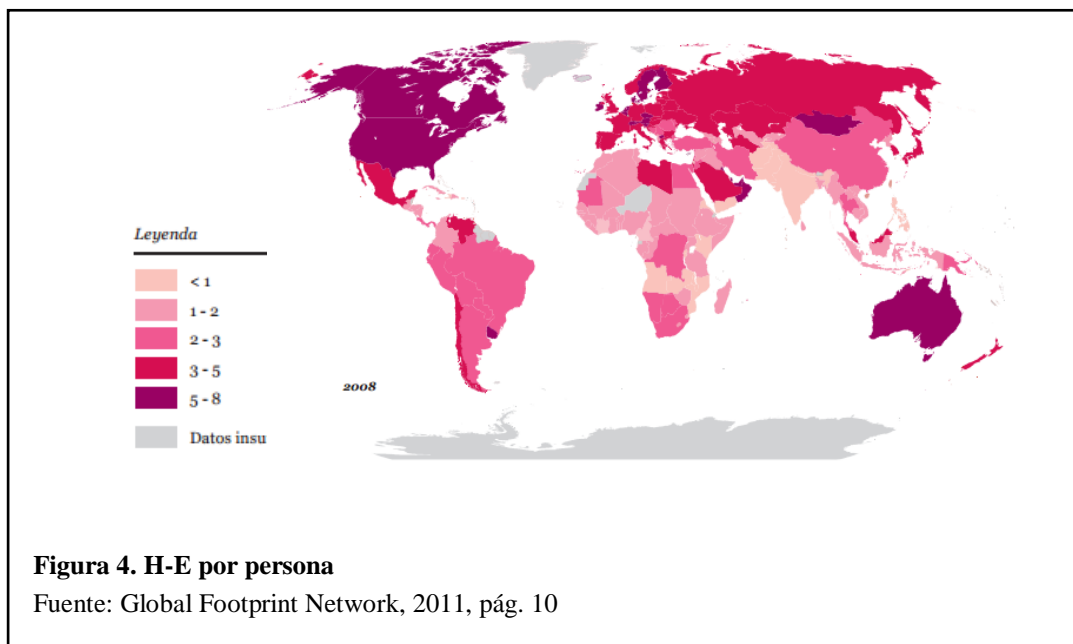 Leyenda
< 1
1 - 2
2 - 3
3 - 5
5 - 8
Datos insu
2008
Figura 4. H-E por persona
Fuente: Global Footprint Network, 2011, pág. 10